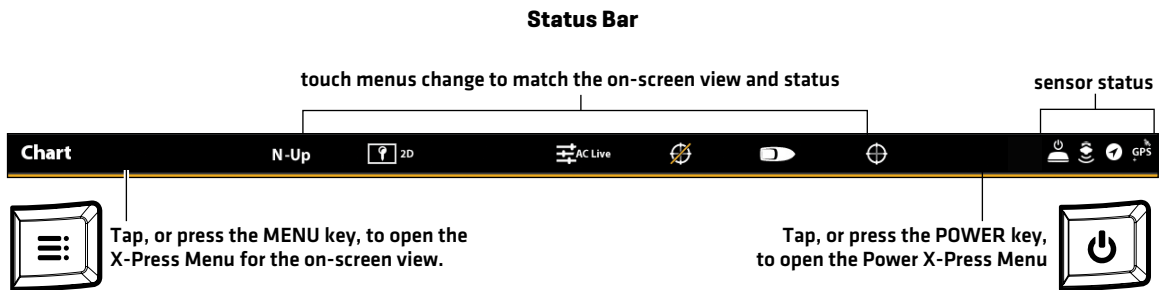 Status Bar
touch menus change to match the on-screen view and status
sensor status
Chart
N-Up
2D
AC Live
GPS
Tap, or press the MENU key, to open the
X-Press Menu for the on-screen view.
Tap, or press the POWER key,
to open the Power X-Press Menu